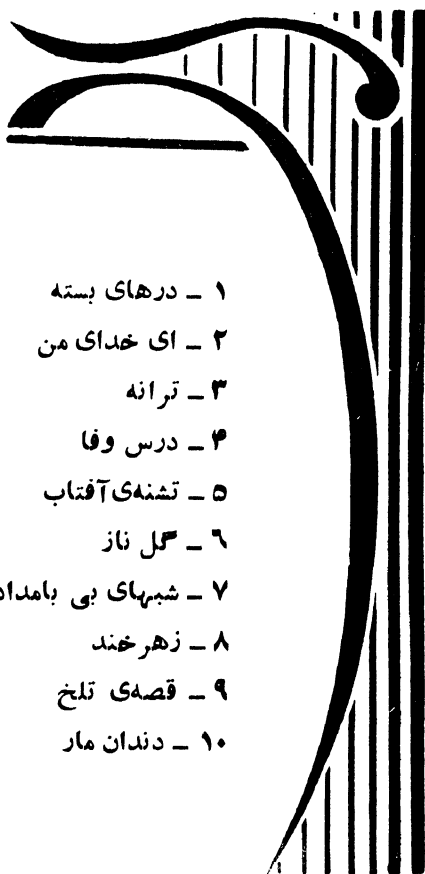 ۱ ـ درهای بسته
۲ ـ ای خدای من
۳ ـ ترانه
۴ ـ درس وفا
۵ ـ تشنه‌ی آفتاب
۶ ـ گل ناز
۷ ـ شبهای بی بامداد
۸ ـ زهرخند
۹ ـ قصه‌ی تلخ
۱۰ ـ دندان مار